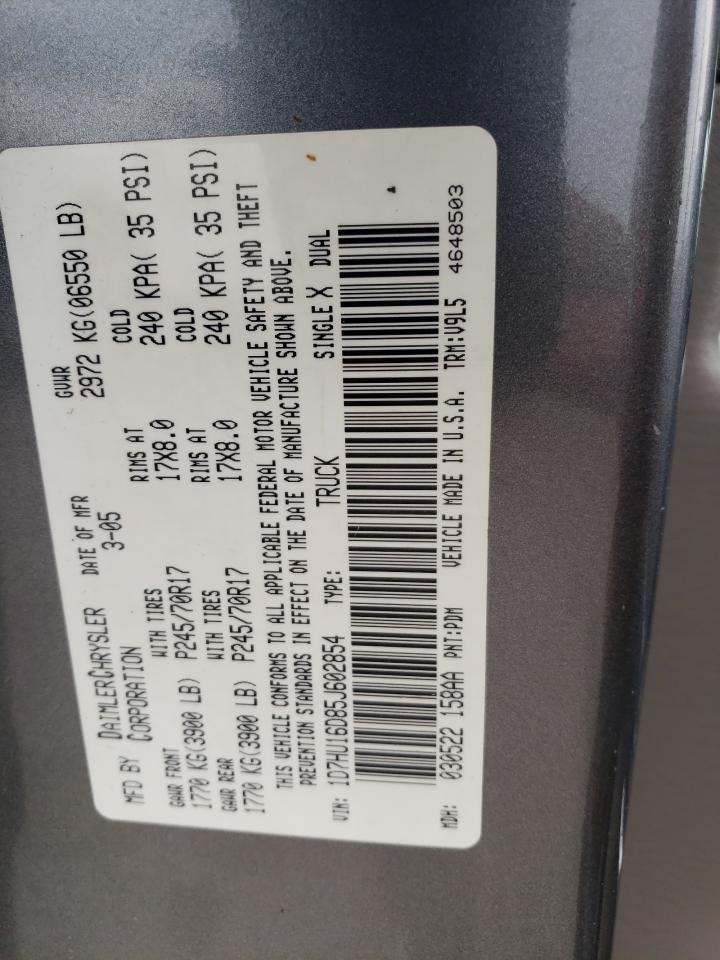 MFD BY DAIMLERCHRYSLER CORPORATION DATE OF MFR 3-05 GVWR 2972 KG(06550 LB)
GAWR FRONT WITH TIRES RIMS AT COLD
1770 KG(3900 LB) P245/70R17 17X8.0 240 KPA( 35 PSI)
GAWR REAR WITH TIRES RIMS AT COLD
1770 KG(3900 LB) P245/70R17 17X8.0 240 KPA( 35 PSI)
THIS VEHICLE CONFORMS TO ALL APPLICABLE FEDERAL MOTOR VEHICLE SAFETY AND THEFT
PREVENTION STANDARDS IN EFFECT ON THE DATE OF MANUFACTURE SHOWN ABOVE.
VIN: 1D7HU16D85J602854 TYPE: TRUCK SINGLE X DUAL
MDH: 030522 158AA PNT:PDM VEHICLE MADE IN U.S.A. TRM:V9L5 4648503